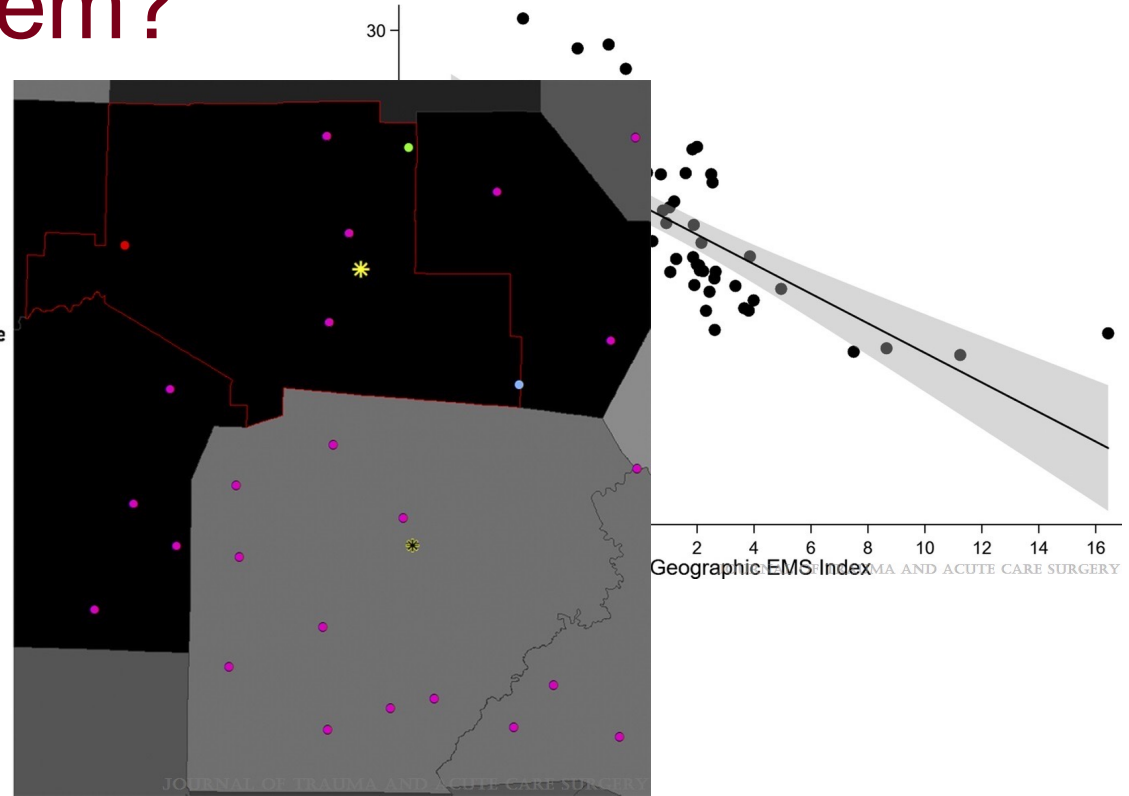 em?
30
e
2 4 6 8 10 12 14 16
Geographic EMS Index
JOURNAL OF TRAUMA AND ACUTE CARE SURGERY
JOURNAL OF TRAUMA AND ACUTE CARE SURGERY